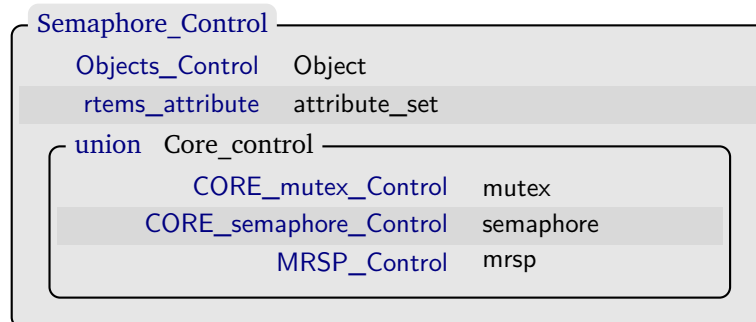 Semaphore_Control
Objects_Control Object
rtems_attribute attribute_set
union Core_control
CORE_mutex_Control mutex
CORE_semaphore_Control semaphore
MRSP_Control mrsp